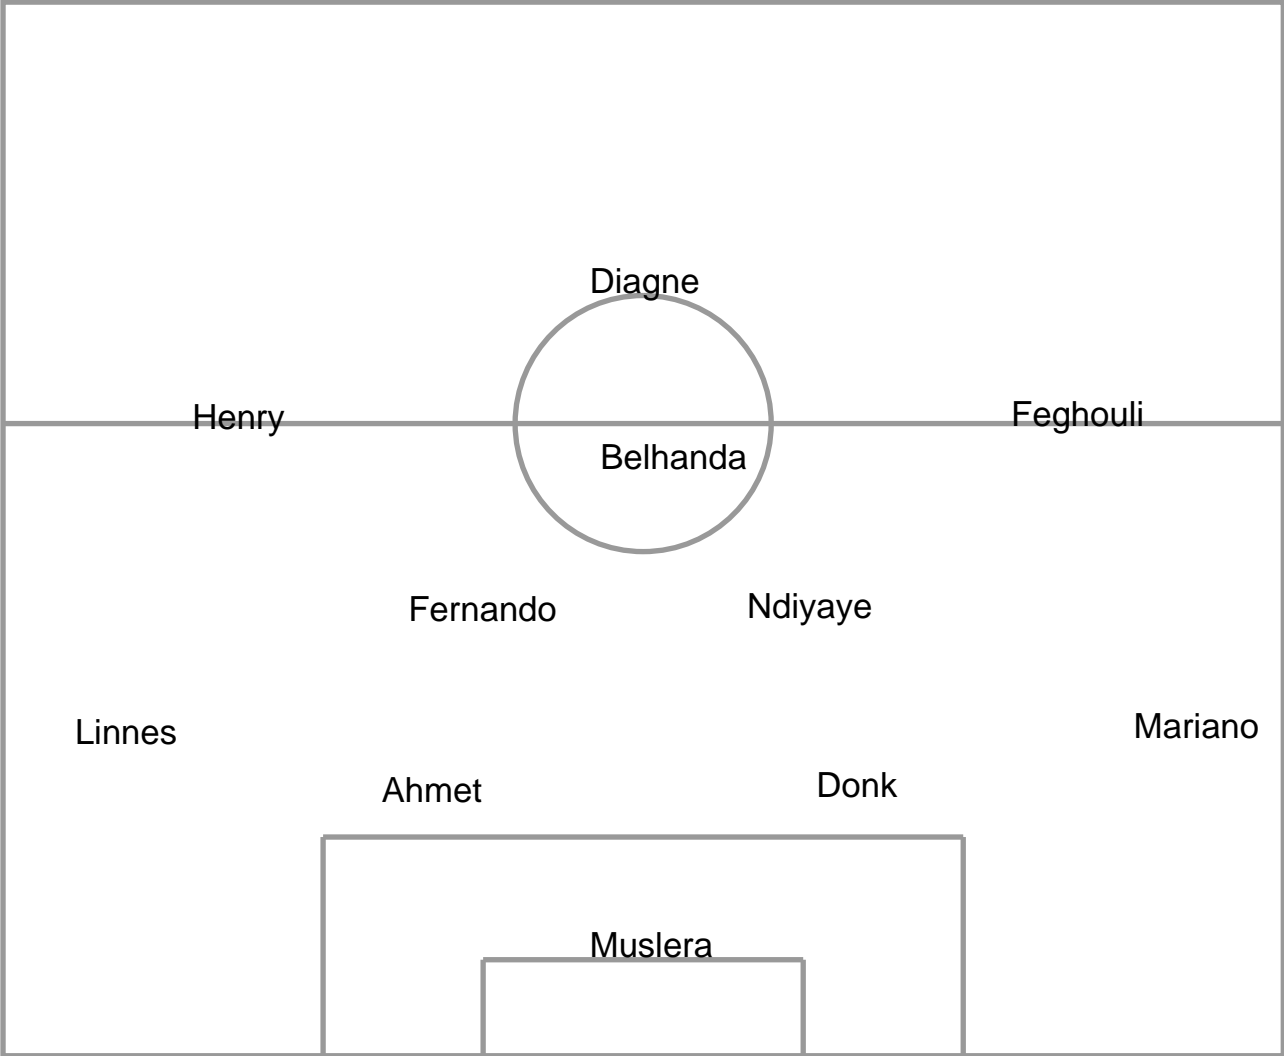 Diagne
Henry
Feghouli
Belhanda
Fernando
Ndiyaye
Linnes
Mariano
Ahmet
Donk
Muslera